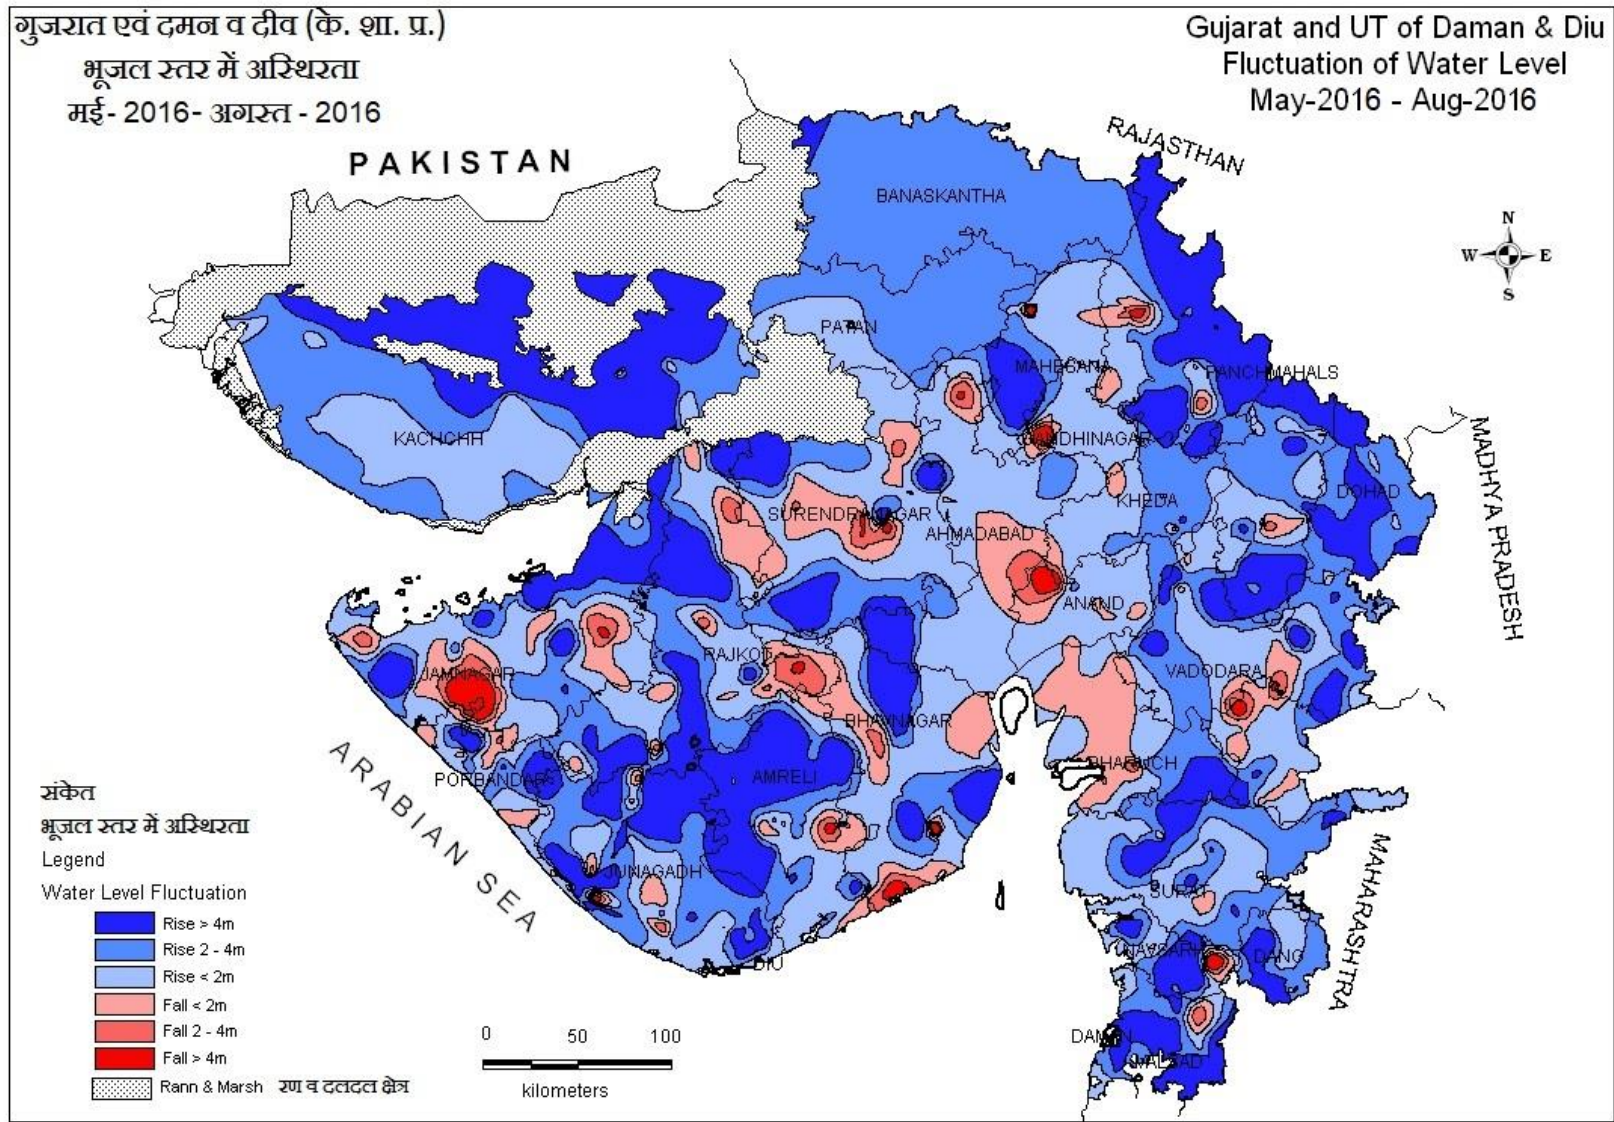 गुजरात एवं दमन व दीव (के. शा. प्र.)
भूजल स्तर में अस्थिरता
मई- 2016- अगस्त - 2016
Gujarat and UT of Daman & Diu
Fluctuation of Water Level
May-2016 - Aug-2016
PAKISTAN
RAJASTHAN
BANASKANTHA
N
W E
S
PATAN
MAHESANA
PANCHMAHALS
KACHCHH
GANDHINAGAR
MADHYA PRADESH
DOHAD
KHEDA
SURENDRANAGAR
AHMADABAD
ANAND
RAJKOT
JAMNAGAR
VADODARA
BHAVNAGAR
BHARUCH
PORBANDAR
AMRELI
ARABIAN SEA
JUNAGADH
SURAT
MAHARASHTRA
NAVSARI
DANG
DIU
DAMAN
VALSAD
संकेत
भूजल स्तर में अस्थिरता
Legend
Water Level Fluctuation
Rise > 4m
Rise 2 - 4m
Rise < 2m
Fall < 2m
Fall 2 - 4m
Fall > 4m
Rann & Marsh रण व दलदल क्षेत्र
0 50 100
kilometers